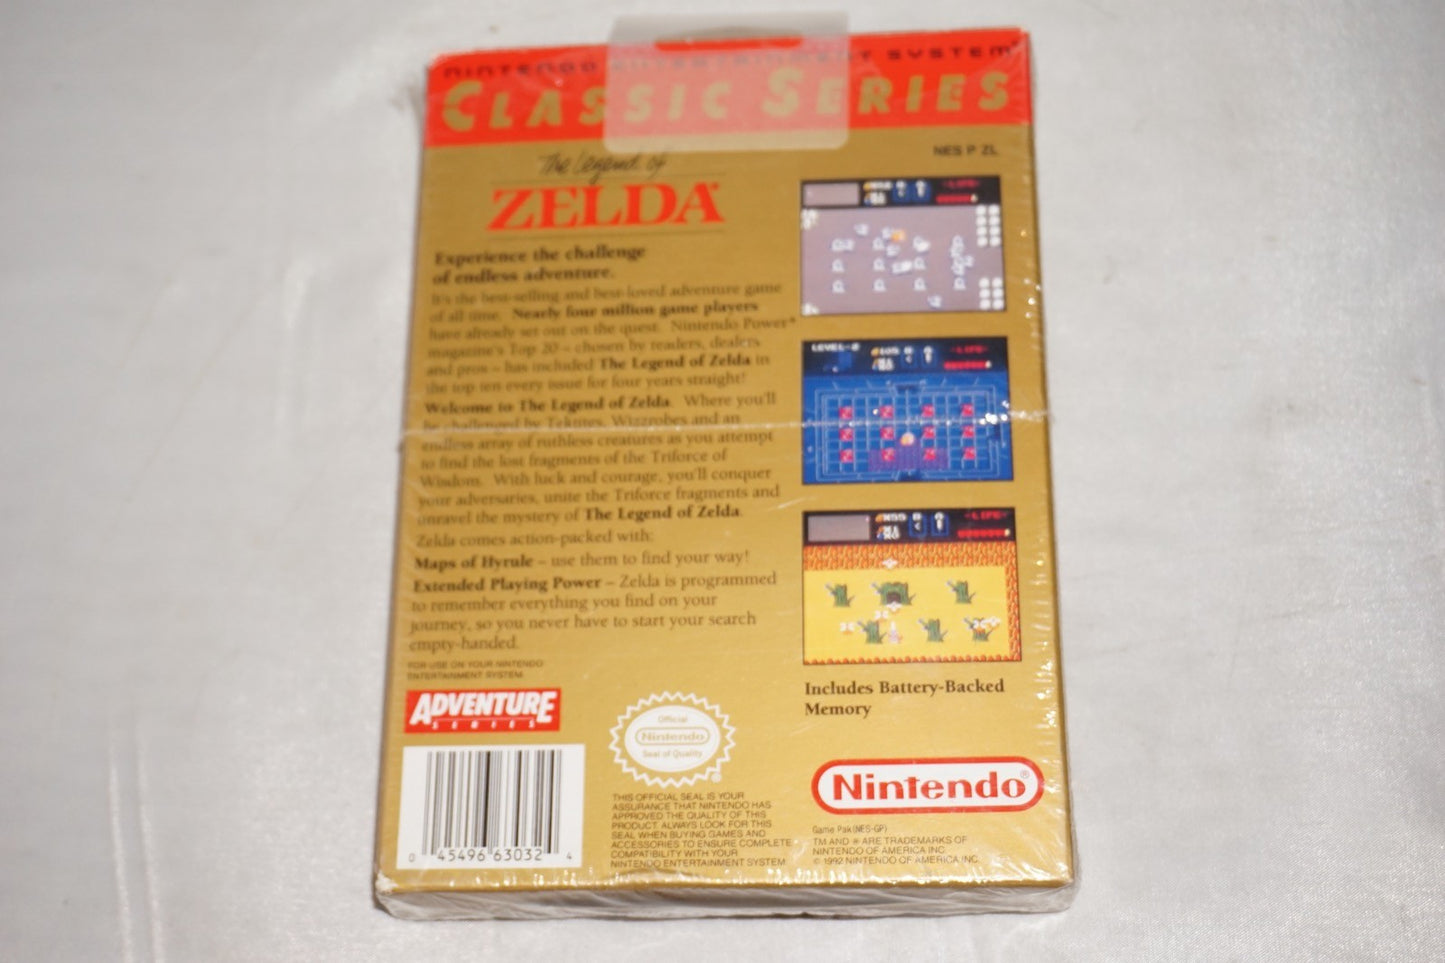 NINTENDO ENTERTAINMENT SYSTEM
CLASSIC SERIES
NES P ZL
The Legend of
ZELDA
Experience the challenge
of endless adventure.
It's the best-selling and best-loved adventure game
of all time. Nearly four million game players
have already set out on the quest. Nintendo Power
magazine's Top 20 – chosen by readers, dealers
and pros – has included The Legend of Zelda in
the top ten every issue for four years straight!
Welcome to The Legend of Zelda. Where you'll
be challenged by Tektites, Wizzrobes and an
endless array of ruthless creatures as you attempt
to find the lost fragments of the Triforce of
Wisdom. With luck and courage, you'll conquer
your adversaries, unite the Triforce fragments and
unravel the mystery of The Legend of Zelda.
Zelda comes action-packed with:
Maps of Hyrule – use them to find your way!
Extended Playing Power – Zelda is programmed
to remember everything you find on your
journey, so you never have to start your search
empty-handed.
FOR USE ON YOUR NINTENDO
ENTERTAINMENT SYSTEM
ADVENTURE
SERIES
0 45496 63032 4
Official
Nintendo
Seal of Quality
THIS OFFICIAL SEAL IS YOUR
ASSURANCE THAT NINTENDO HAS
APPROVED THE QUALITY OF THIS
PRODUCT. ALWAYS LOOK FOR THIS
SEAL WHEN BUYING GAMES AND
ACCESSORIES TO ENSURE COMPLETE
COMPATIBILITY WITH YOUR
NINTENDO ENTERTAINMENT SYSTEM
-LIFE-
LEVEL-2
-LIFE-
-LIFE-
Includes Battery-Backed
Memory
Nintendo®
Game Pak (NES-GP)
TM AND ® ARE TRADEMARKS OF
NINTENDO OF AMERICA INC.
© 1992 NINTENDO OF AMERICA INC.